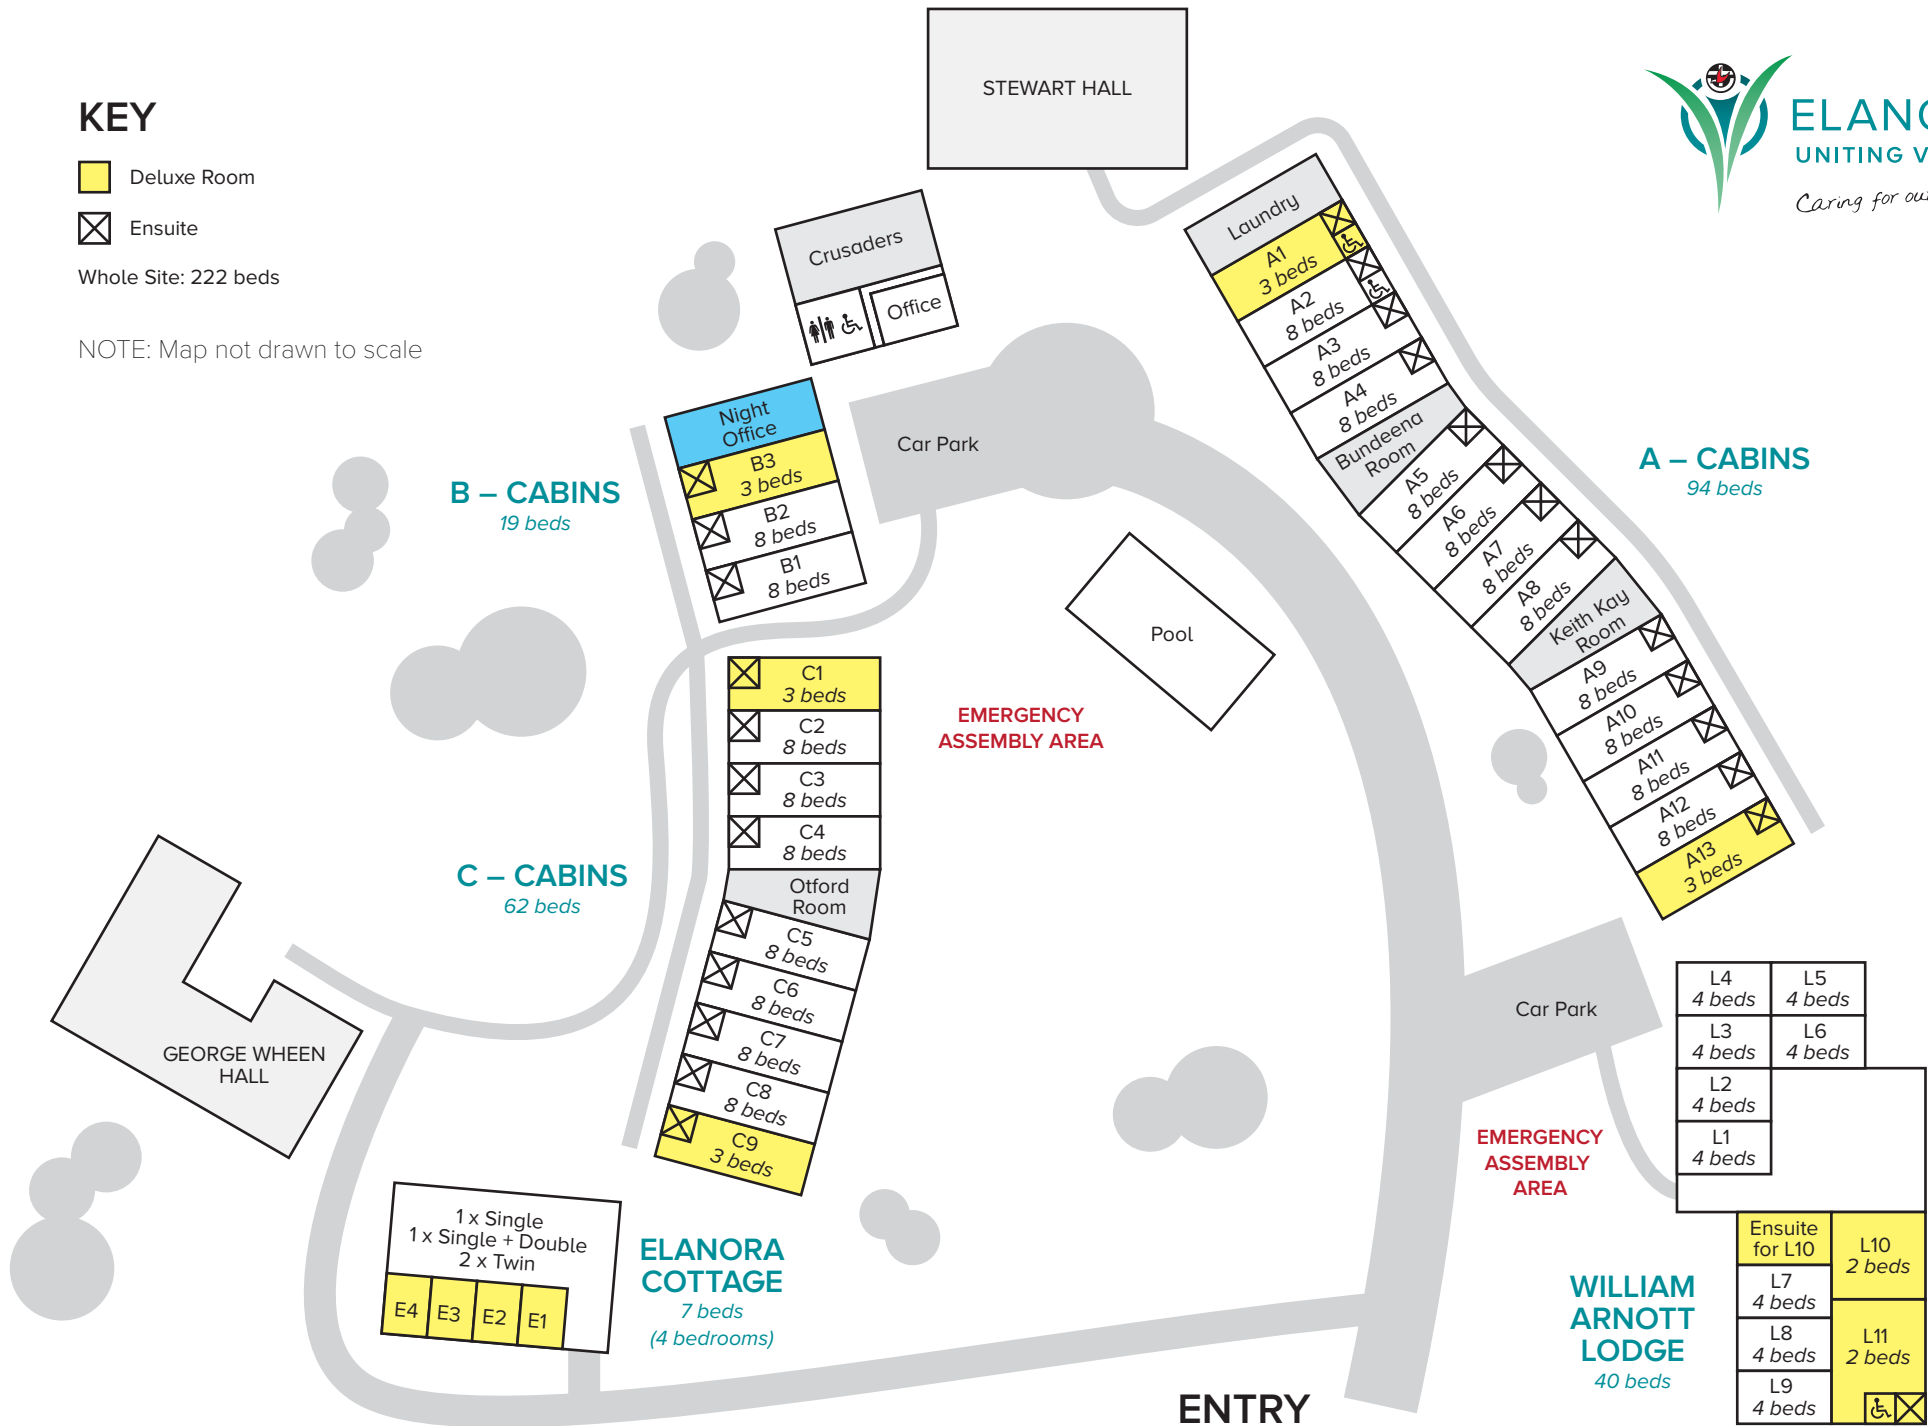 KEY
Deluxe Room
Ensuite
Whole Site: 222 beds
NOTE: Map not drawn to scale
STEWART HALL
UNITING
Caring for
Crusaders
Office
Laundry
A1
3 beds
A2
8 beds
A3
8 beds
A4
8 beds
Bundeena
Room
A5
8 beds
A6
8 beds
A7
8 beds
A8
8 beds
Keith Kay
Room
A9
8 beds
A10
8 beds
A11
8 beds
A12
8 beds
A13
3 beds
A – CABINS
94 beds
Car Park
Night
Office
B3
3 beds
B2
8 beds
B1
8 beds
B – CABINS
19 beds
Pool
EMERGENCY
ASSEMBLY AREA
C1
3 beds
C2
8 beds
C3
8 beds
C4
8 beds
Otford
Room
C5
8 beds
C6
8 beds
C7
8 beds
C8
8 beds
C9
3 beds
C – CABINS
62 beds
GEORGE WHEEN
HALL
1 x Single
1 x Single + Double
2 x Twin
E4 E3 E2 E1
ELANORA
COTTAGE
7 beds
(4 bedrooms)
Car Park
EMERGENCY
ASSEMBLY
AREA
L4
4 beds
L5
4 beds
L3
4 beds
L6
4 beds
L2
4 beds
L1
4 beds
Ensuite
for L10
L10
2 beds
L7
4 beds
L8
4 beds
L11
2 beds
L9
4 beds
WILLIAM
ARNOTT
LODGE
40 beds
ENTRY